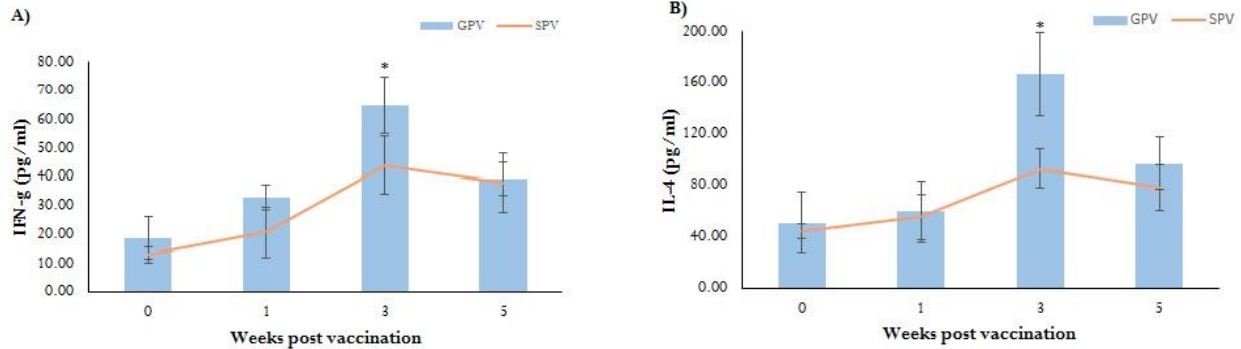 A)
GPV SPV
80.00
70.00
60.00
50.00
40.00
30.00
20.00
10.00
0.00
IFN-g (pg/ml)
*
0 1 3 5
Weeks post vaccination
B)
GPV SPV
200.00
160.00
120.00
80.00
40.00
0.00
IL-4 (pg/ml)
*
0 1 3 5
Weeks post vaccination